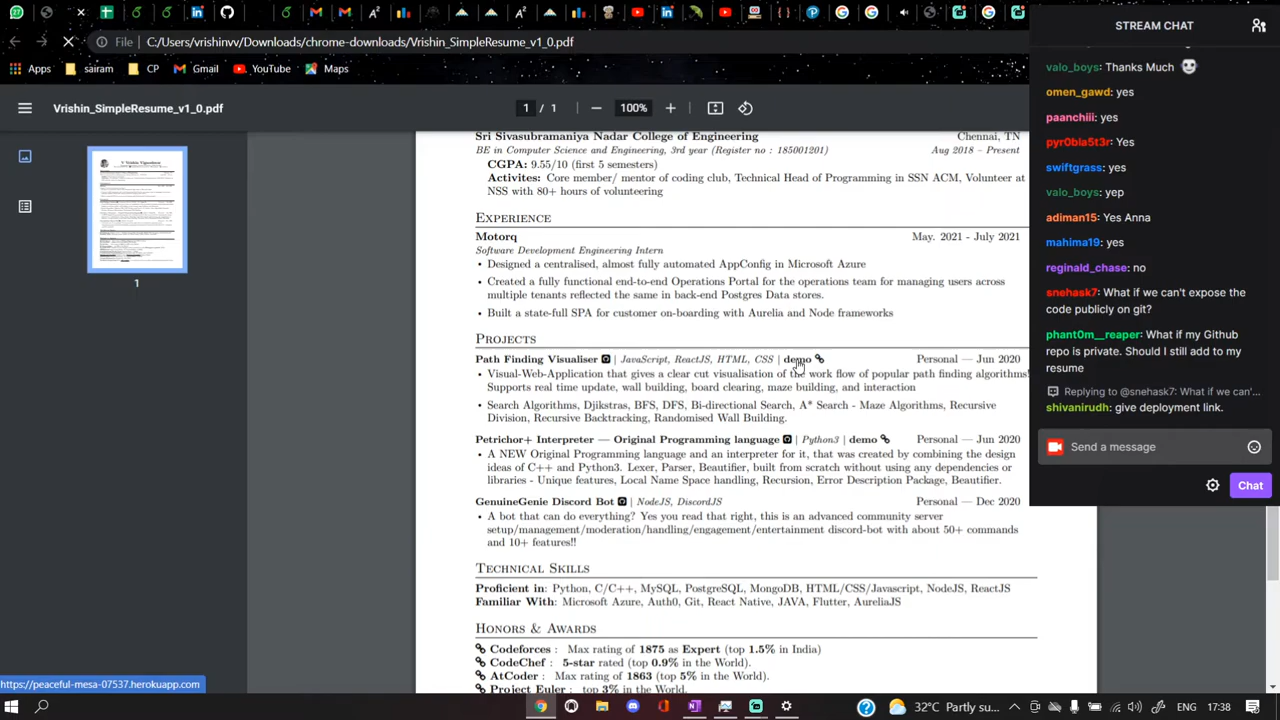 File | C:/Users/vrishinvv/Downloads/chrome-downloads/Vrishin_SimpleResume_v1_0.pdf
Apps sairam CP Gmail YouTube Maps
Vrishin_SimpleResume_v1_0.pdf
1 / 1
100%
1
Sri Sivasubramaniya Nadar College of Engineering Chennai, TN
BE in Computer Science and Engineering, 3rd year (Register no : 185001201) Aug 2018 – Present
CGPA: 9.55/10 (first 5 semesters)
Activites: Core member/ mentor of coding club, Technical Head of Programming in SSN ACM, Volunteer at
NSS with 80+ hours of volunteering
Experience
Motorq May. 2021 - July 2021
Software Development Engineering Intern
• Designed a centralised, almost fully automated AppConfig in Microsoft Azure
• Created a fully functional end-to-end Operations Portal for the operations team for managing users across
multiple tenants reflected the same in back-end Postgres Data stores.
• Built a state-full SPA for customer on-boarding with Aurelia and Node frameworks
Projects
Path Finding Visualiser | JavaScript, ReactJS, HTML, CSS | demo Personal — Jun 2020
• Visual-Web-Application that gives a clear cut visualisation of the work flow of popular path finding algorithms!
Supports real time update, wall building, board clearing, maze building, and interaction
• Search Algorithms, Djikstras, BFS, DFS, Bi-directional Search, A* Search - Maze Algorithms, Recursive
Division, Recursive Backtracking, Randomised Wall Building.
Petrichor+ Interpreter — Original Programming language | Python3 | demo Personal — Jun 2020
• A NEW Original Programming language and an interpreter for it, that was created by combining the design
ideas of C++ and Python3. Lexer, Parser, Beautifier, built from scratch without using any dependencies or
libraries - Unique features, Local Name Space handling, Recursion, Error Description Package, Beautifier.
GenuineGenie Discord Bot | NodeJS, DiscordJS Personal — Dec 2020
• A bot that can do everything? Yes you read that right, this is an advanced community server
setup/management/moderation/handling/engagement/entertainment discord-bot with about 50+ commands
and 10+ features!!
Technical Skills
Proficient in: Python, C/C++, MySQL, PostgreSQL, MongoDB, HTML/CSS/Javascript, NodeJS, ReactJS
Familiar With: Microsoft Azure, Auth0, Git, React Native, JAVA, Flutter, AureliaJS
Honors & Awards
Codeforces : Max rating of 1875 as Expert (top 1.5% in India)
CodeChef : 5-star rated (top 0.9% in the World).
AtCoder : Max rating of 1863 (top 5% in the World).
Project Euler : top 3% in the World.
https://peaceful-mesa-07537.herokuapp.com
STREAM CHAT
valo_boys: Thanks Much
omen_gawd: yes
paanchiii: yes
pyr0bla5t3r: Yes
swiftgrass: yes
valo_boys: yep
adiman15: Yes Anna
mahima19: yes
reginald_chase: no
snehask7: What if we can't expose the
code publicly on git?
phant0m__reaper: What if my Github
repo is private. Should I still add to my
resume
Replying to @snehask7: What if we can'...
shivanirudh: give deployment link.
Send a message
Chat
32°C Partly su...
ENG 17:38